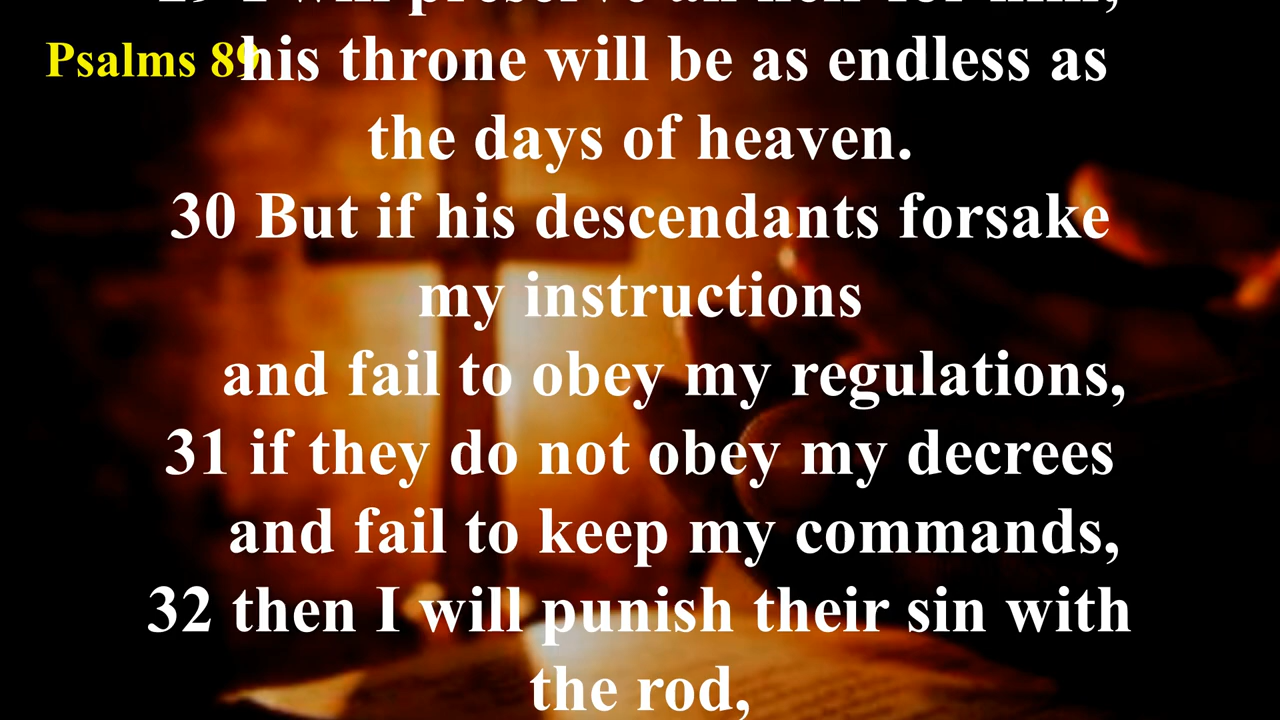 29 I will preserve an heir for him,
Psalms 89
his throne will be as endless as
the days of heaven.
30 But if his descendants forsake
my instructions
and fail to obey my regulations,
31 if they do not obey my decrees
and fail to keep my commands,
32 then I will punish their sin with
the rod,